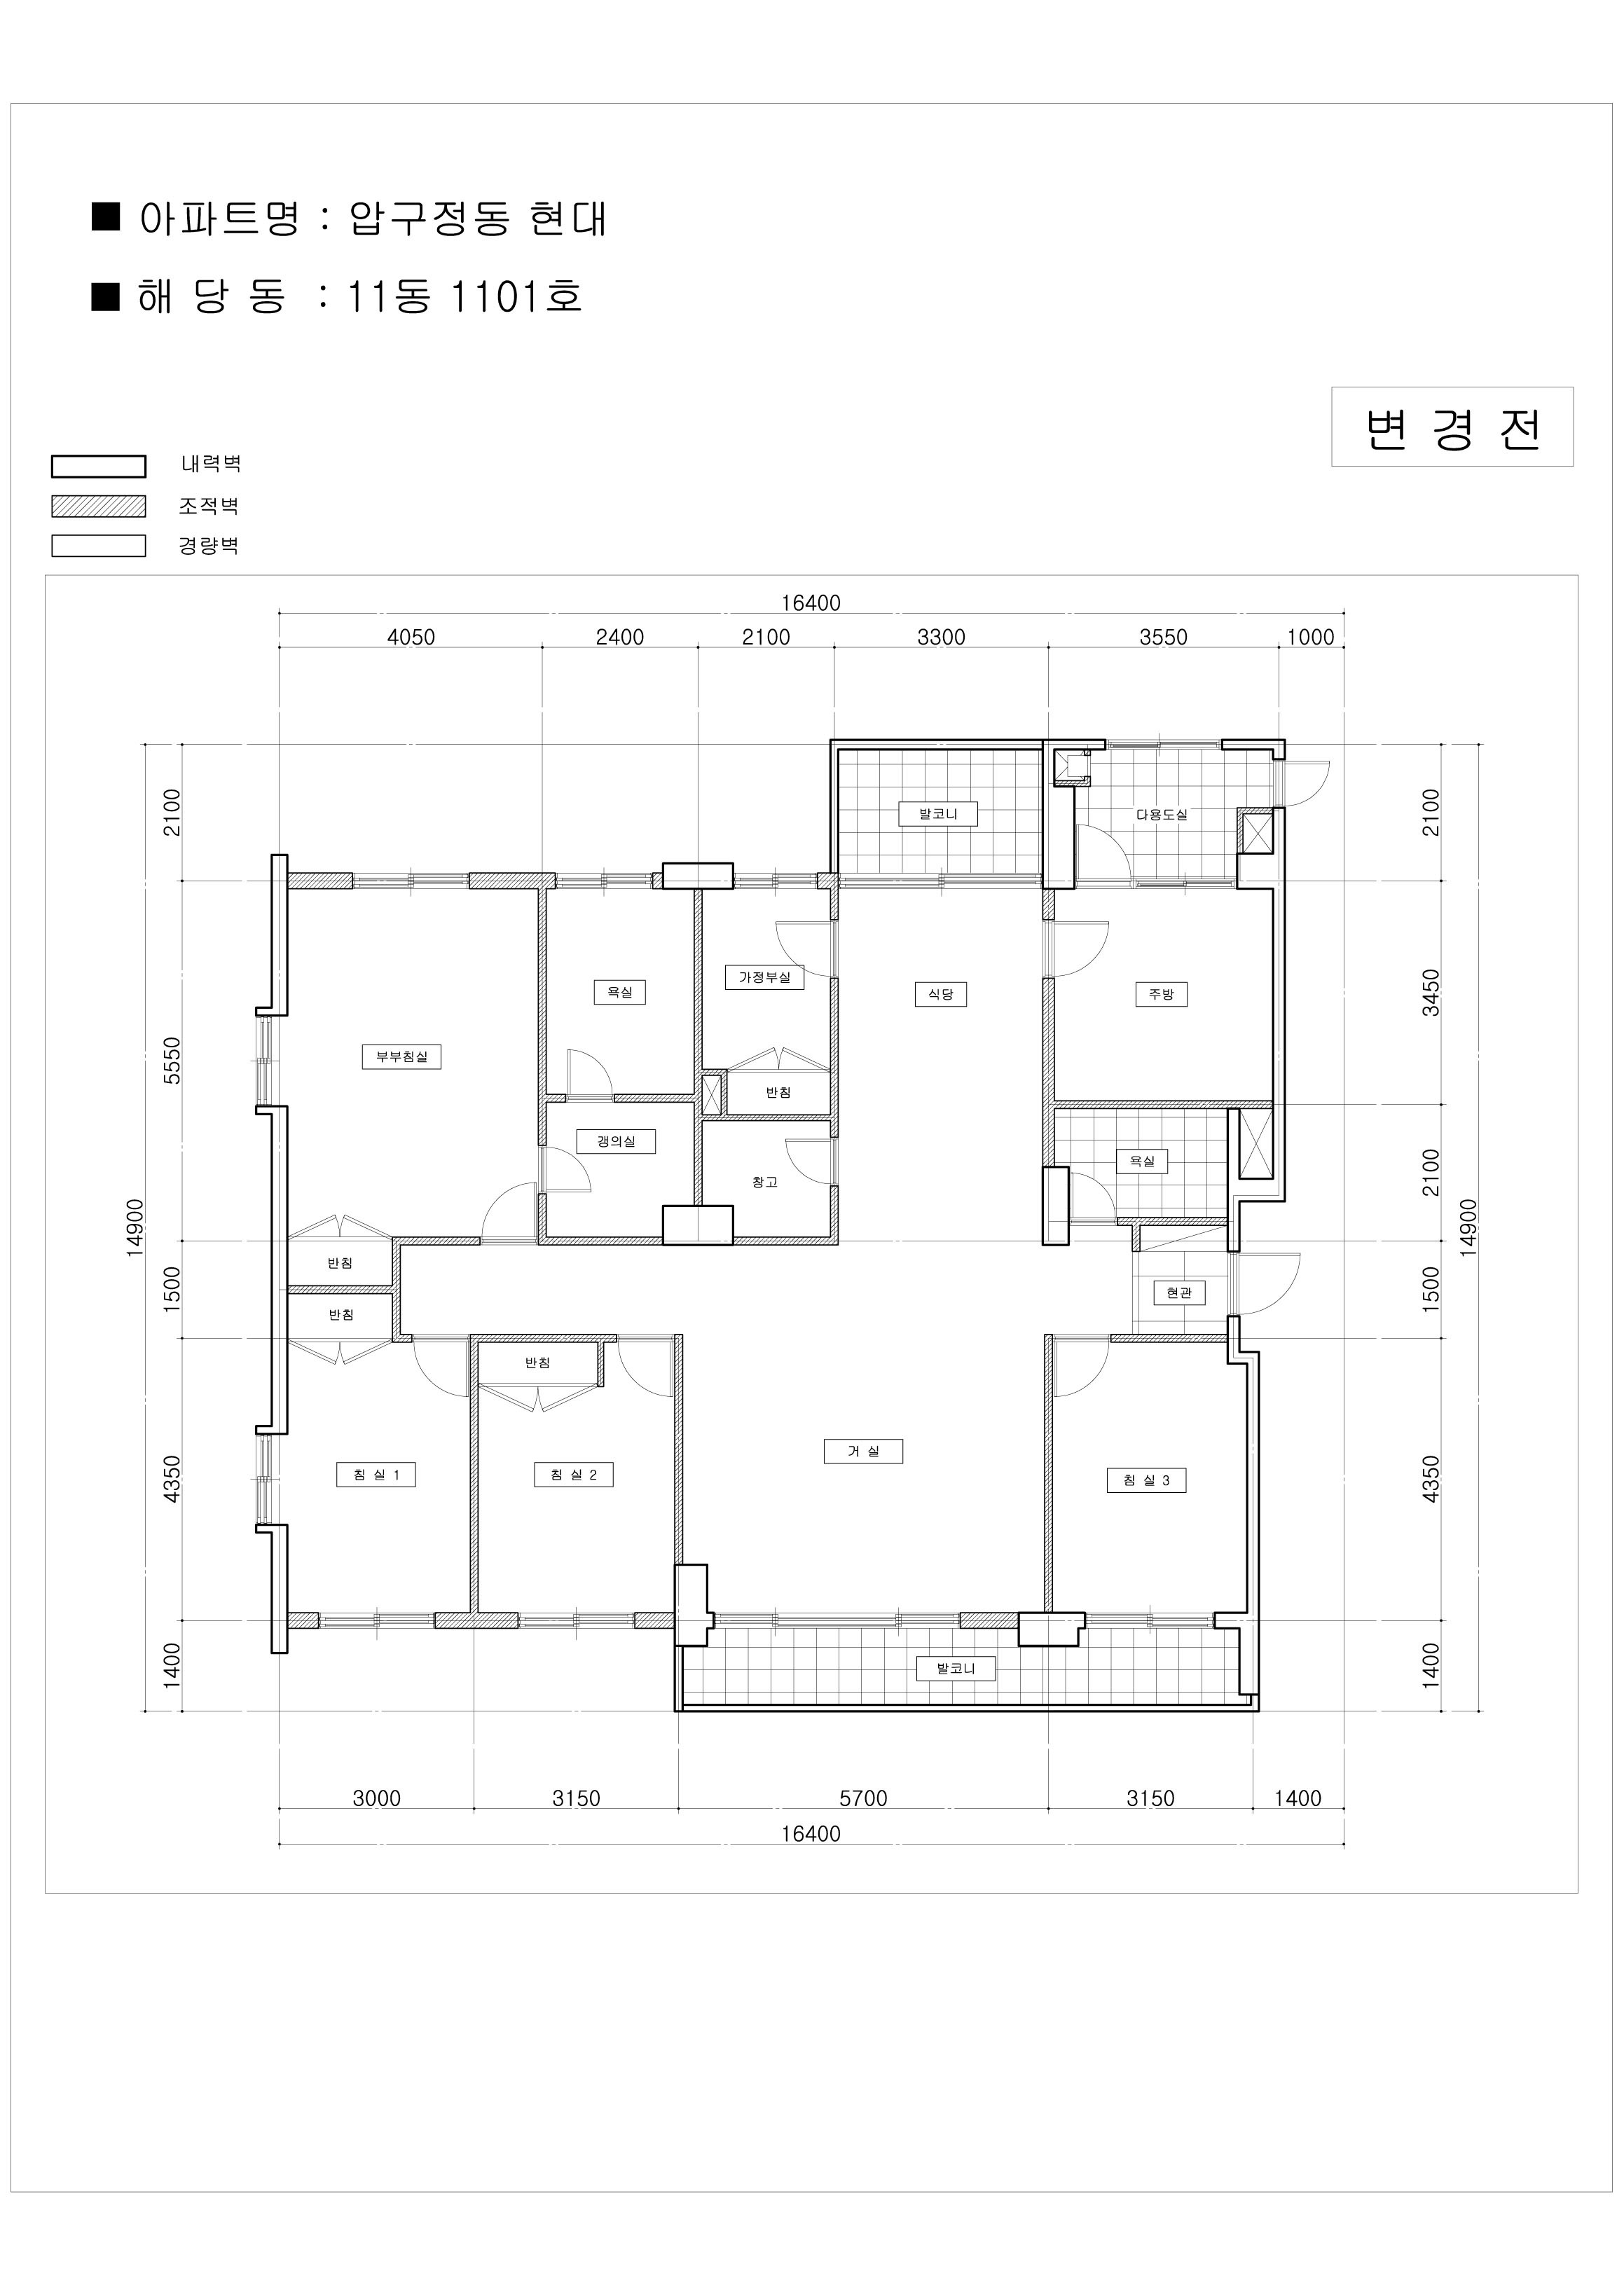 ■ 아파트명 : 압구정동 현대
■ 해 당 동 : 11동 1101호
변 경 전
내력벽
조적벽
경량벽
16400
4050 2400 2100 3300 3550 1000
14900
2100
5550
1500
4350
1400
발코니
다용도실
가정부실
욕실
식당
주방
부부침실
반침
갱의실
욕실
창고
반침
현관
반침
반침
거 실
침 실 1
침 실 2
침 실 3
발코니
2100
3450
2100
1500
4350
1400
14900
3000 3150 5700 3150 1400
16400